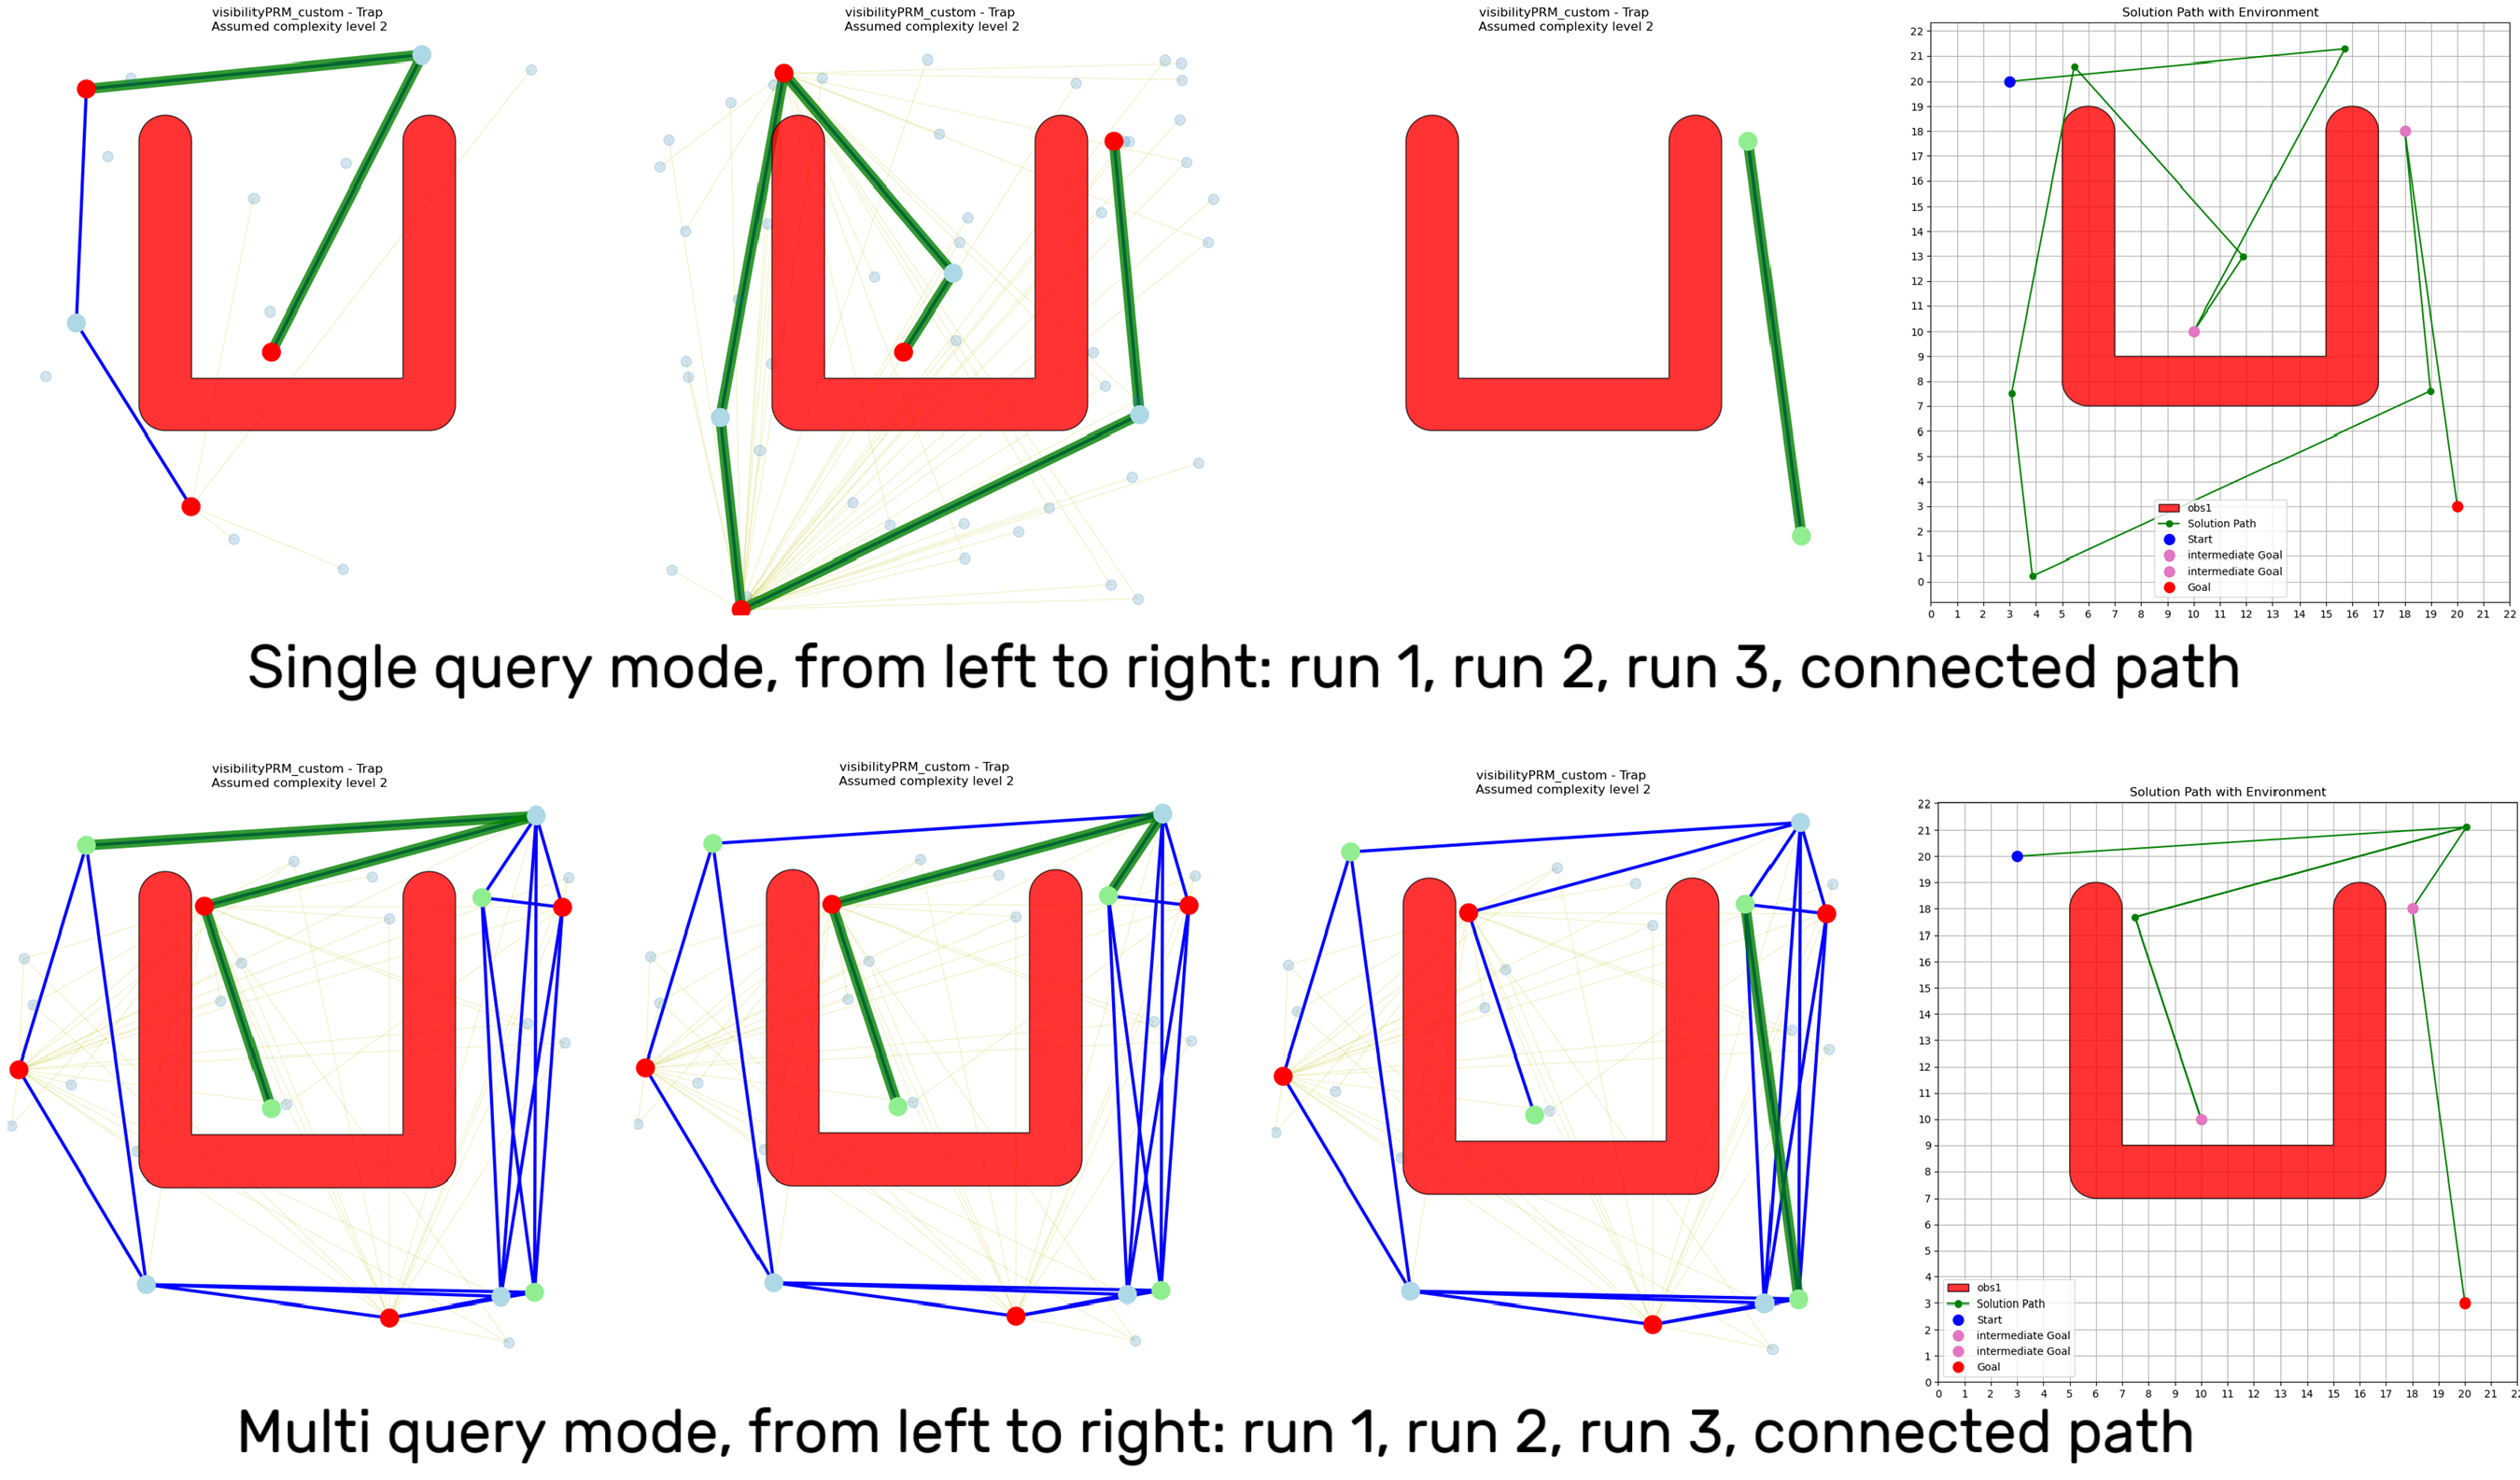 visibilityPRM_custom - Trap
Assumed complexity level 2
visibilityPRM_custom - Trap
Assumed complexity level 2
visibilityPRM_custom - Trap
Assumed complexity level 2
Solution Path with Environment
22
21
20
19
18
17
16
15
14
13
12
11
10
9
8
7
6
5
4
3
2
1
0
obs1
Solution Path
Start
intermediate Goal
intermediate Goal
Goal
0 1 2 3 4 5 6 7 8 9 10 11 12 13 14 15 16 17 18 19 20 21 22
Single query mode, from left to right: run 1, run 2, run 3, connected path
visibilityPRM_custom - Trap
Assumed complexity level 2
visibilityPRM_custom - Trap
Assumed complexity level 2
visibilityPRM_custom - Trap
Assumed complexity level 2
Solution Path with Environment
22
21
20
19
18
17
16
15
14
13
12
11
10
9
8
7
6
5
4
3
2
1
0
obs1
Solution Path
Start
intermediate Goal
intermediate Goal
Goal
0 1 2 3 4 5 6 7 8 9 10 11 12 13 14 15 16 17 18 19 20 21 22
Multi query mode, from left to right: run 1, run 2, run 3, connected path